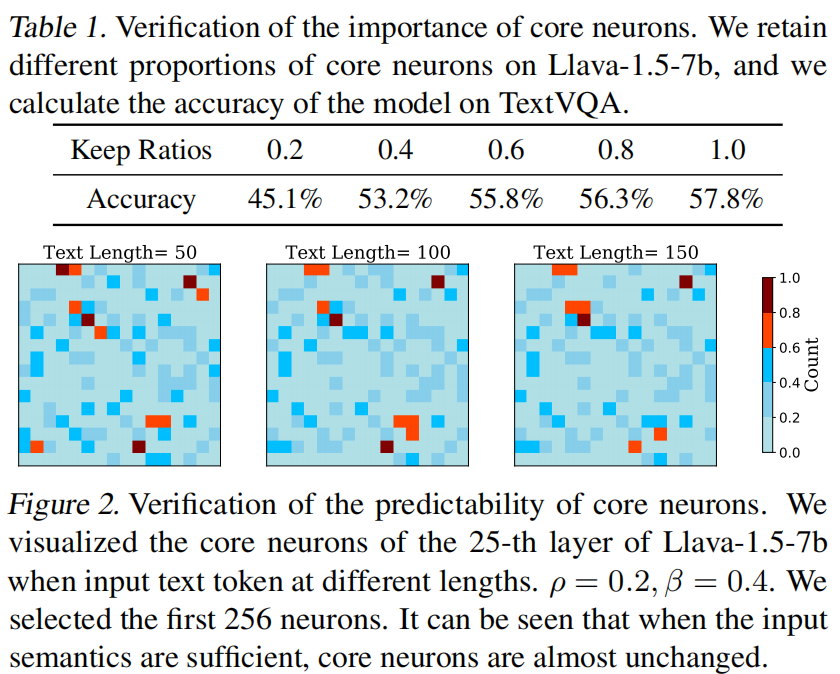 Table 1. Verification of the importance of core neurons. We retain
different proportions of core neurons on Llava-1.5-7b, and we
calculate the accuracy of the model on TextVQA.
Keep Ratios 0.2 0.4 0.6 0.8 1.0
Accuracy 45.1% 53.2% 55.8% 56.3% 57.8%
Text Length= 50 Text Length= 100 Text Length= 150
1.0
0.8
0.6
0.4
0.2
0.0
Count
Figure 2. Verification of the predictability of core neurons. We
visualized the core neurons of the 25-th layer of Llava-1.5-7b
when input text token at different lengths. ρ = 0.2, β = 0.4. We
selected the first 256 neurons. It can be seen that when the input
semantics are sufficient, core neurons are almost unchanged.